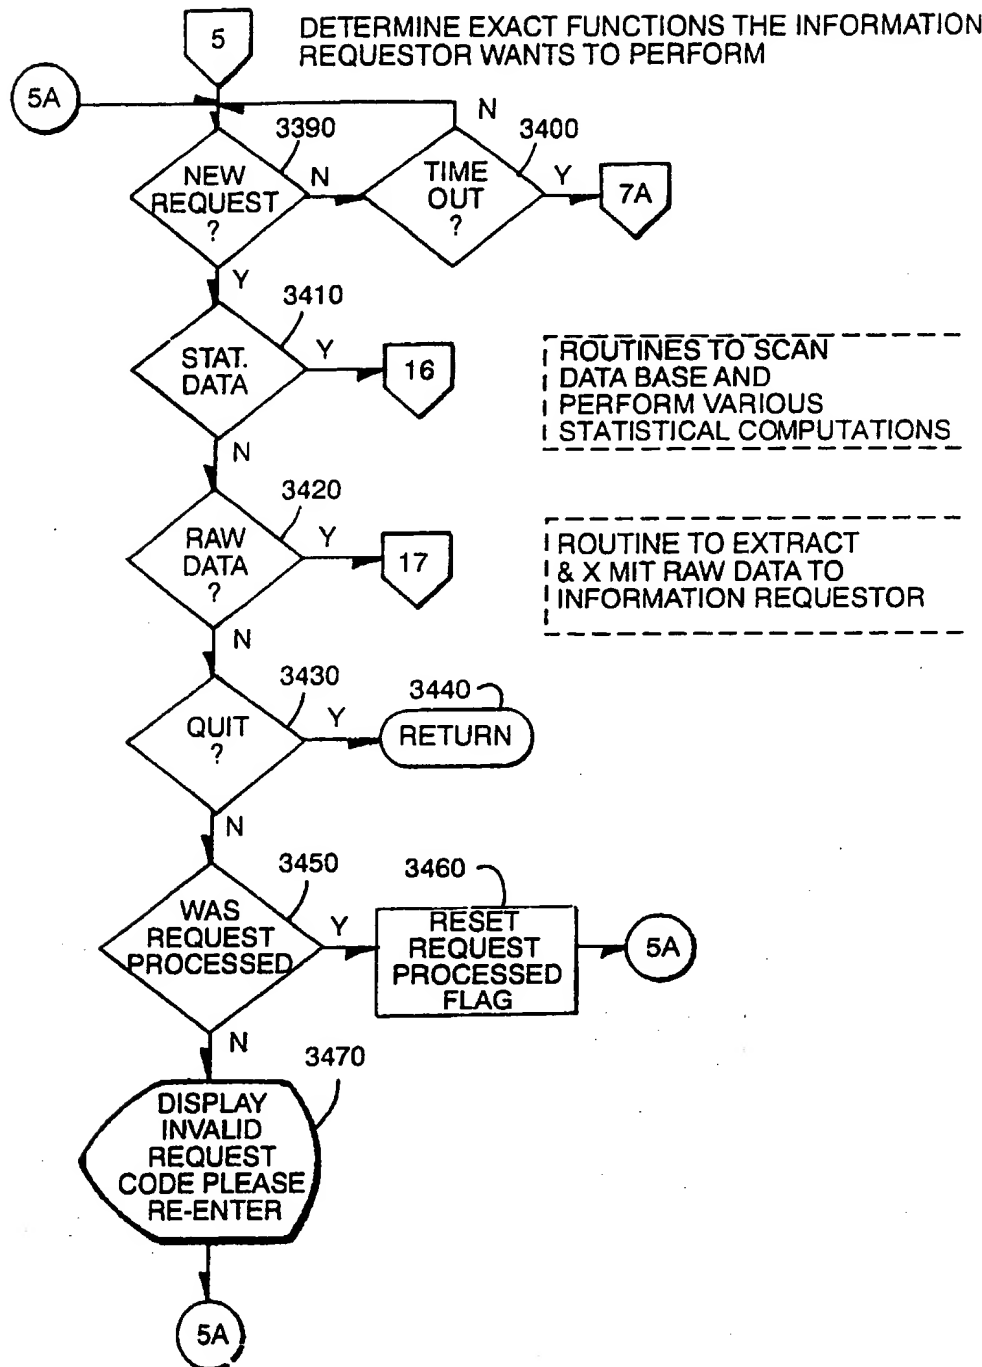 5
DETERMINE EXACT FUNCTIONS THE INFORMATION
REQUESTOR WANTS TO PERFORM
5A
N
3390
3400
NEW
REQUEST
?
N
TIME
OUT
?
Y
7A
Y
3410
STAT.
DATA
Y
16
ROUTINES TO SCAN
DATA BASE AND
PERFORM VARIOUS
STATISTICAL COMPUTATIONS
N
3420
RAW
DATA
?
Y
17
ROUTINE TO EXTRACT
& X MIT RAW DATA TO
INFORMATION REQUESTOR
N
3430
QUIT
?
Y
3440
RETURN
N
3450
WAS
REQUEST
PROCESSED
Y
3460
RESET
REQUEST
PROCESSED
FLAG
5A
N
3470
DISPLAY
INVALID
REQUEST
CODE PLEASE
RE-ENTER
5A